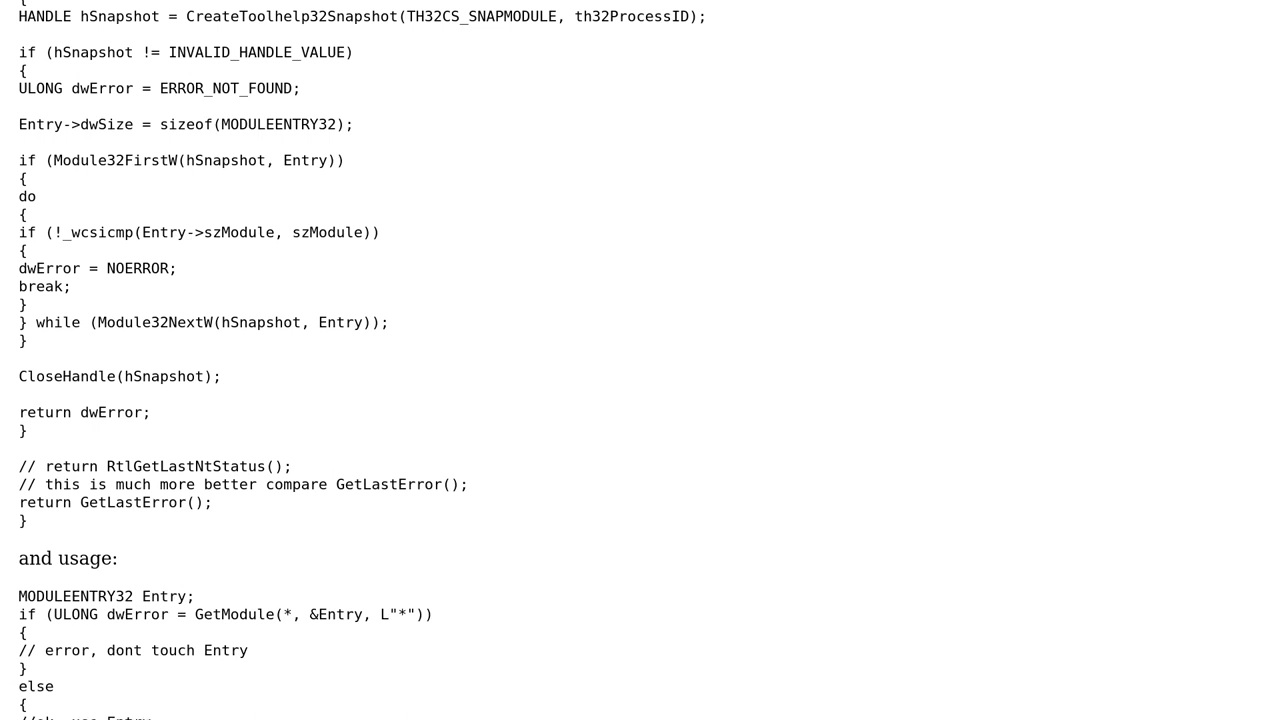 {
HANDLE hSnapshot = CreateToolhelp32Snapshot(TH32CS_SNAPMODULE, th32ProcessID);
if (hSnapshot != INVALID_HANDLE_VALUE)
{
ULONG dwError = ERROR_NOT_FOUND;
Entry->dwSize = sizeof(MODULEENTRY32);
if (Module32FirstW(hSnapshot, Entry))
{
do
{
if (!_wcsicmp(Entry->szModule, szModule))
{
dwError = NOERROR;
break;
}
} while (Module32NextW(hSnapshot, Entry));
}
CloseHandle(hSnapshot);
return dwError;
}
// return RtlGetLastNtStatus();
// this is much more better compare GetLastError();
return GetLastError();
}
and usage:
MODULEENTRY32 Entry;
if (ULONG dwError = GetModule(*, &Entry, L"*"))
{
// error, dont touch Entry
}
else
{
//ok, use Entry